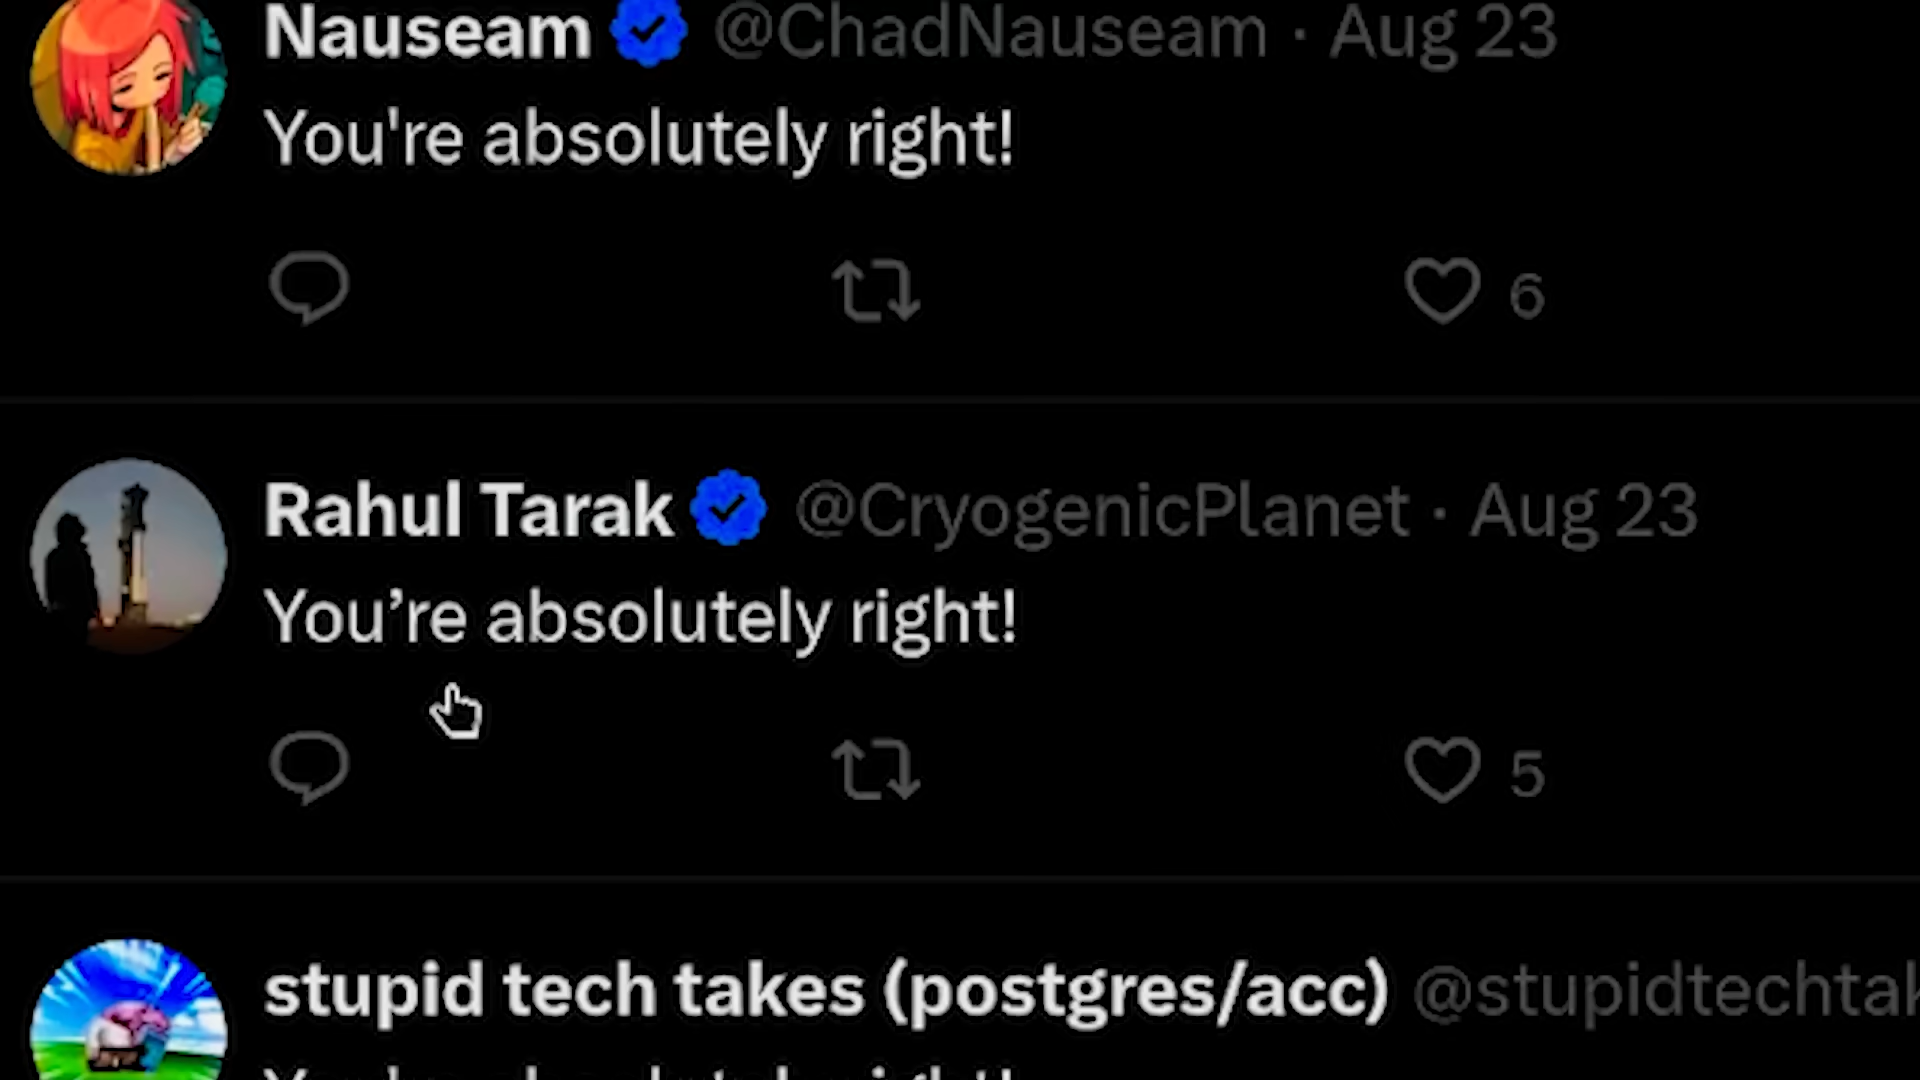 Nauseam @ChadNauseam · Aug 23
You're absolutely right!
6
Rahul Tarak @CryogenicPlanet · Aug 23
You’re absolutely right!
5
stupid tech takes (postgres/acc) @stupidtechtak